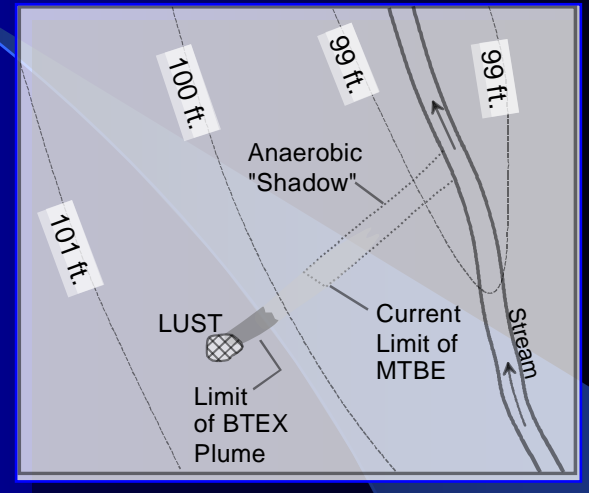 99 ft.
99 ft.
100 ft.
101 ft.
Anaerobic
"Shadow"
LUST
Current
Limit of
MTBE
Stream
Limit
of BTEX
Plume